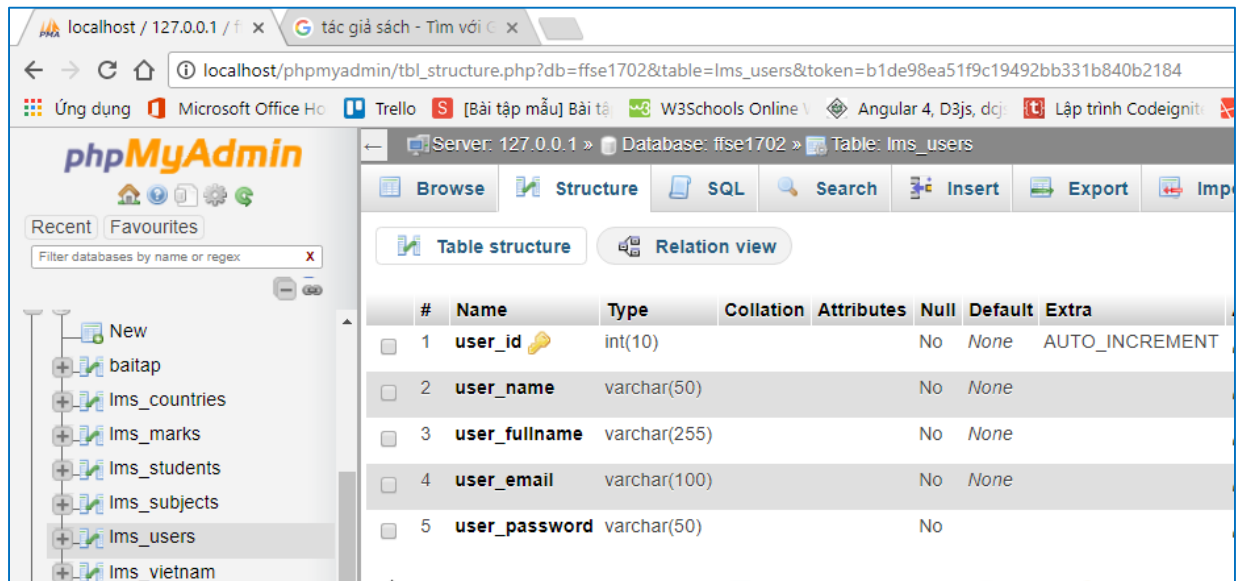 localhost / 127.0.0.1 / f
tác giả sách - Tìm với G
localhost/phpmyadmin/tbl_structure.php?db=ffse1702&table=lms_users&token=b1de98ea51f9c19492bb331b840b2184
Ứng dụng Microsoft Office Ho Trello [Bài tập mẫu] Bài tậ W3Schools Online Angular 4, D3js, dcj Lập trình Codeignit
phpMyAdmin
Recent Favourites
Filter databases by name or regex X
New
baitap
lms_countries
lms_marks
lms_students
lms_subjects
lms_users
lms_vietnam
Server: 127.0.0.1 » Database: ffse1702 » Table: lms_users
Browse Structure SQL Search Insert Export Imp
Table structure Relation view
# Name Type Collation Attributes Null Default Extra
1 user_id int(10) No None AUTO_INCREMENT
2 user_name varchar(50) No None
3 user_fullname varchar(255) No None
4 user_email varchar(100) No None
5 user_password varchar(50) No